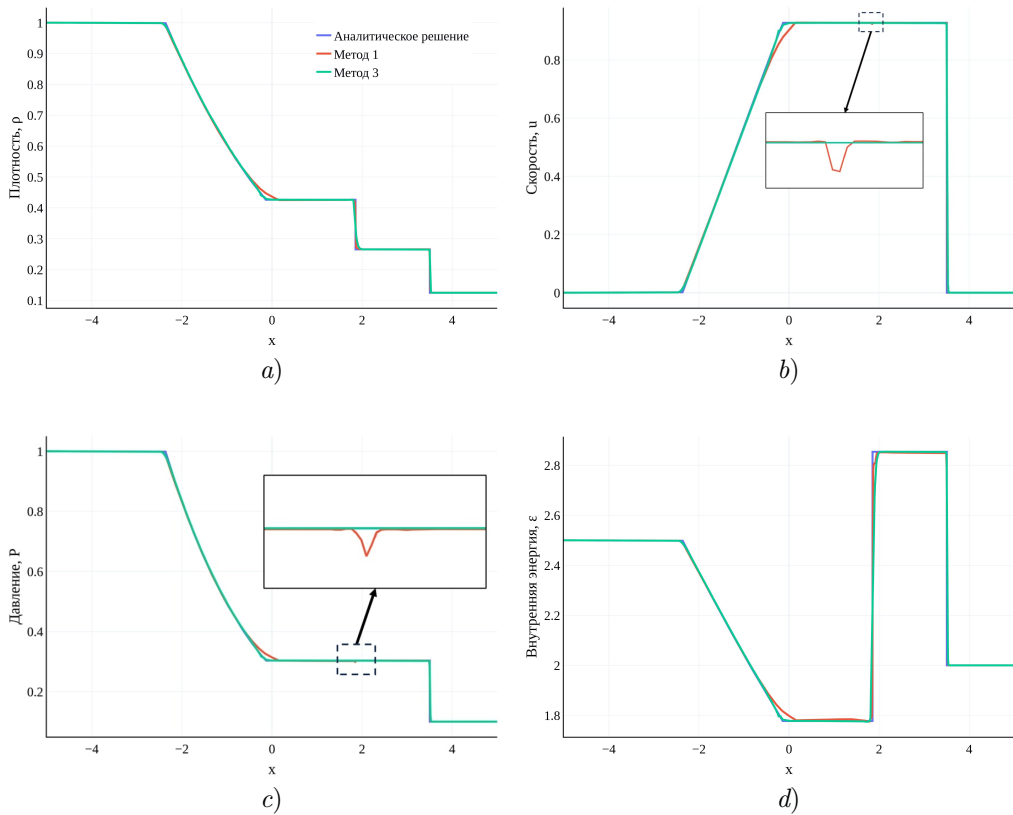 1
0.9
0.8
0.7
0.6
0.5
0.4
0.3
0.2
0.1
Плотность, ρ
Аналитическое решение
Метод 1
Метод 3
−4 −2 0 2 4
x
a)
0.8
0.6
0.4
0.2
0
Скорость, u
−4 −2 0 2 4
x
b)
1
0.8
0.6
0.4
0.2
Давление, P
−4 −2 0 2 4
x
c)
2.8
2.6
2.4
2.2
2
1.8
Внутренняя энергия, ε
−4 −2 0 2 4
x
d)